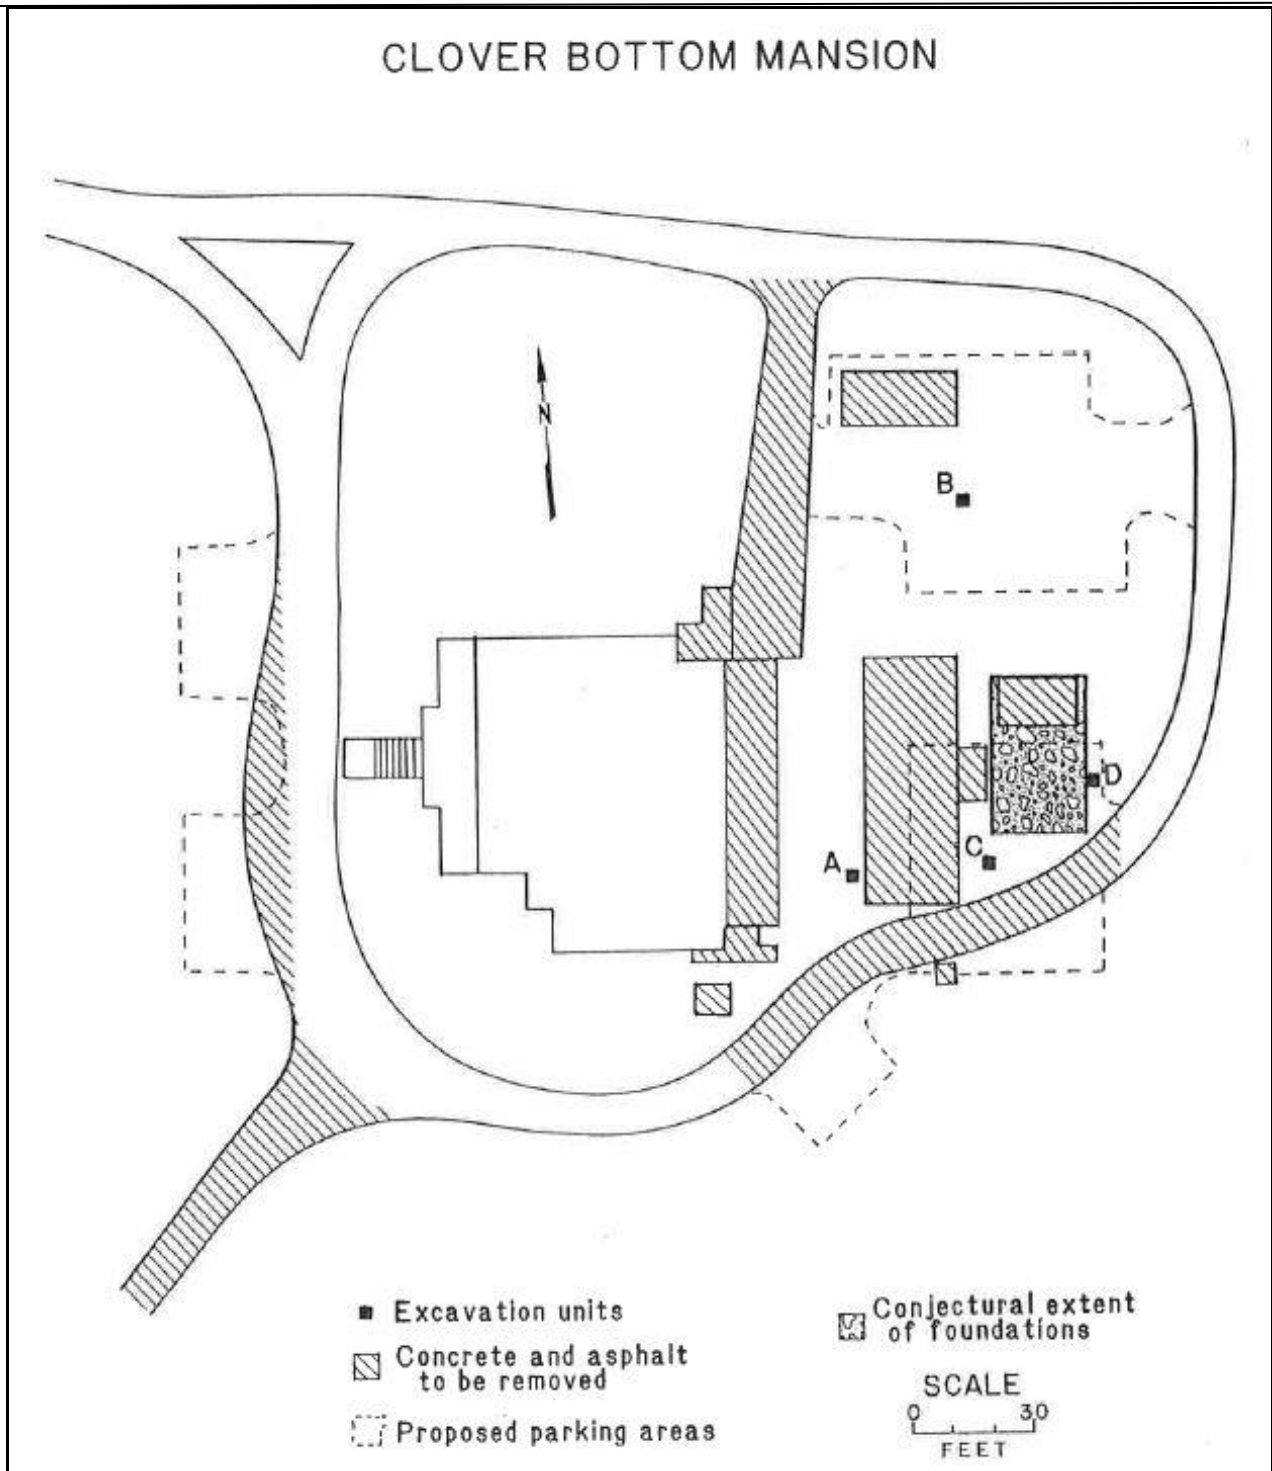 CLOVER BOTTOM MANSION
N
B
D
A
C
Excavation units
Concrete and asphalt
to be removed
Proposed parking areas
Conjectural extent
of foundations
SCALE
0 30
FEET